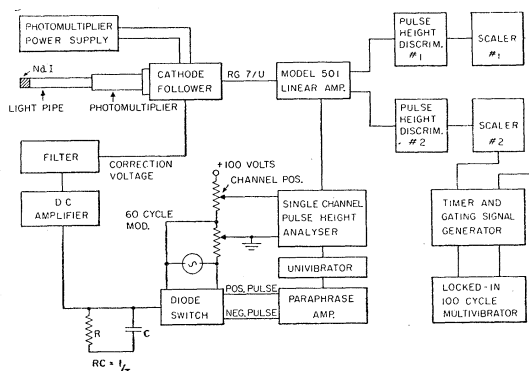 PHOTOMULTIPLIER
POWER SUPPLY
NaI
LIGHT PIPE
PHOTOMULTIPLIER
CATHODE
FOLLOWER
RG 7/U
MODEL 501
LINEAR AMP.
PULSE
HEIGHT
DISCRIM.
#1
SCALER
#1
PULSE
HEIGHT
DISCRIM.
#2
SCALER
#2
FILTER
CORRECTION
VOLTAGE
+100 VOLTS
CHANNEL POS.
DC
AMPLIFIER
60 CYCLE
MOD.
SINGLE CHANNEL
PULSE HEIGHT
ANALYSER
TIMER AND
GATING SIGNAL
GENERATOR
UNIVIBRATOR
DIODE
SWITCH
POS. PULSE
NEG. PULSE
PARAPHRASE
AMP.
LOCKED-IN
100 CYCLE
MULTIVIBRATOR
R
C
RC = 1/T